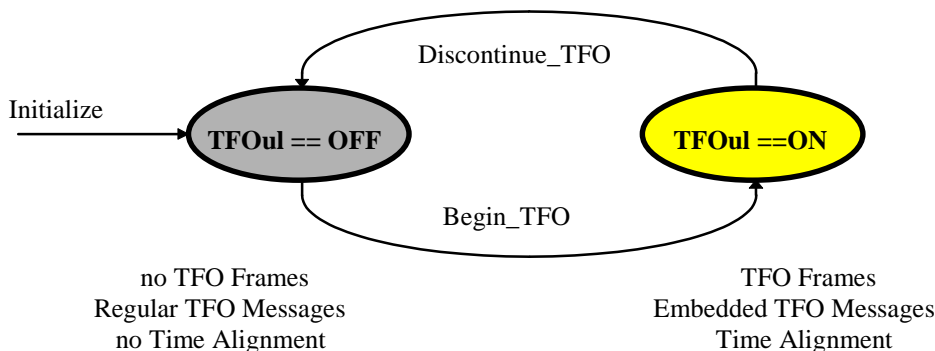 Discontinue_TFO
Initialize
TFOul == OFF
TFOul ==ON
Begin_TFO
no TFO Frames
Regular TFO Messages
no Time Alignment
TFO Frames
Embedded TFO Messages
Time Alignment